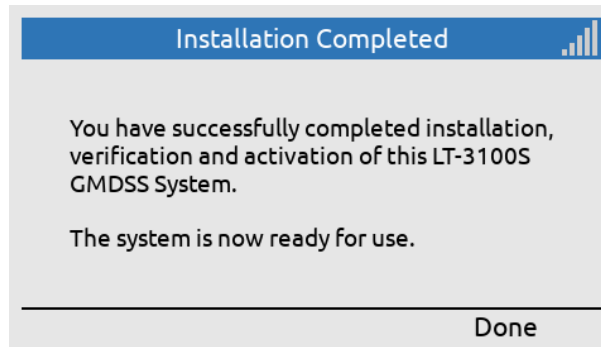 Installation Completed
You have successfully completed installation,
verification and activation of this LT-3100S
GMDSS System.
The system is now ready for use.
Done